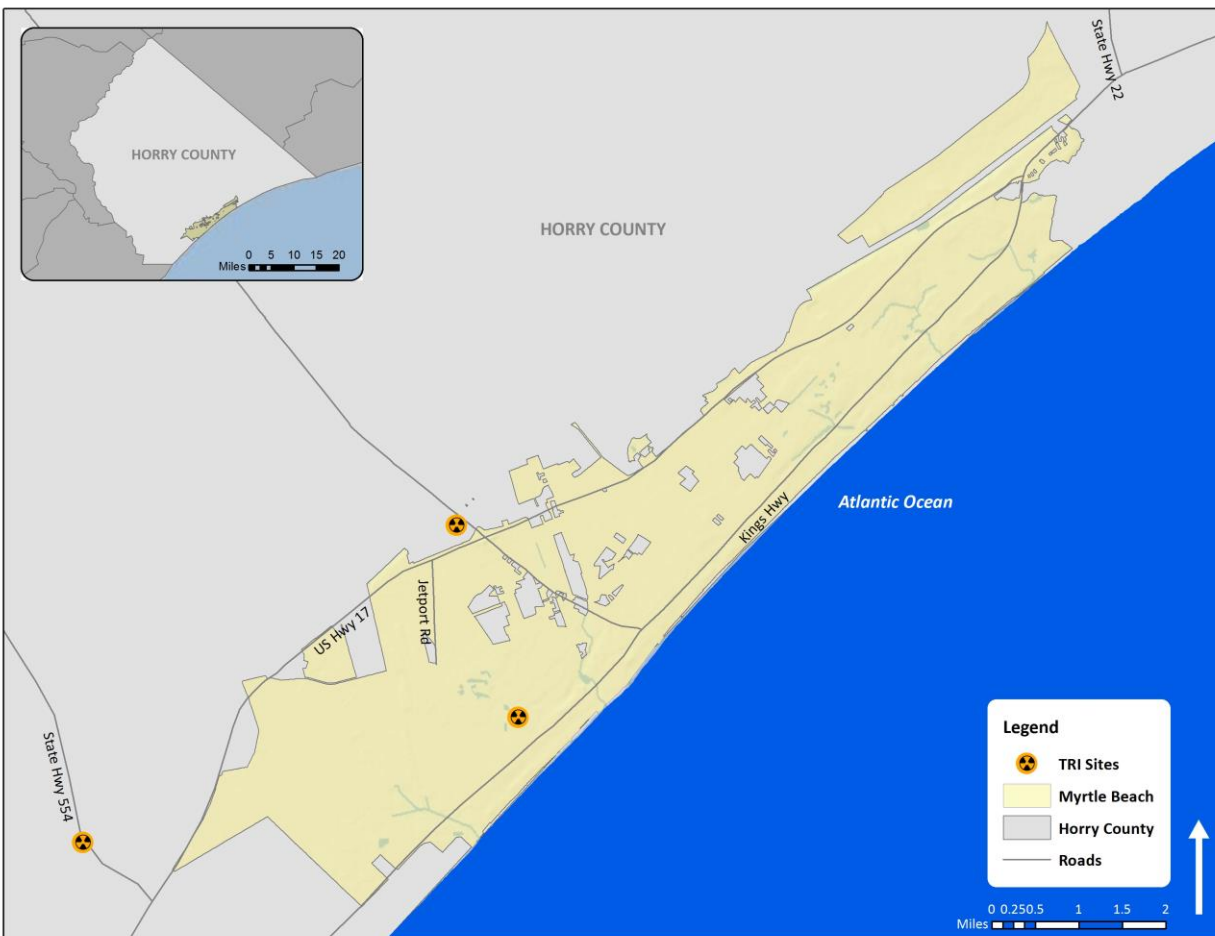 HORRY COUNTY
0 5 10 15 20
Miles
State Hwy 22
HORRY COUNTY
Atlantic Ocean
Kings Hwy
Jetport Rd
US Hwy 17
State Hwy 554
Legend
TRI Sites
Myrtle Beach
Horry County
Roads
0 0.25 0.5 1 1.5 2
Miles